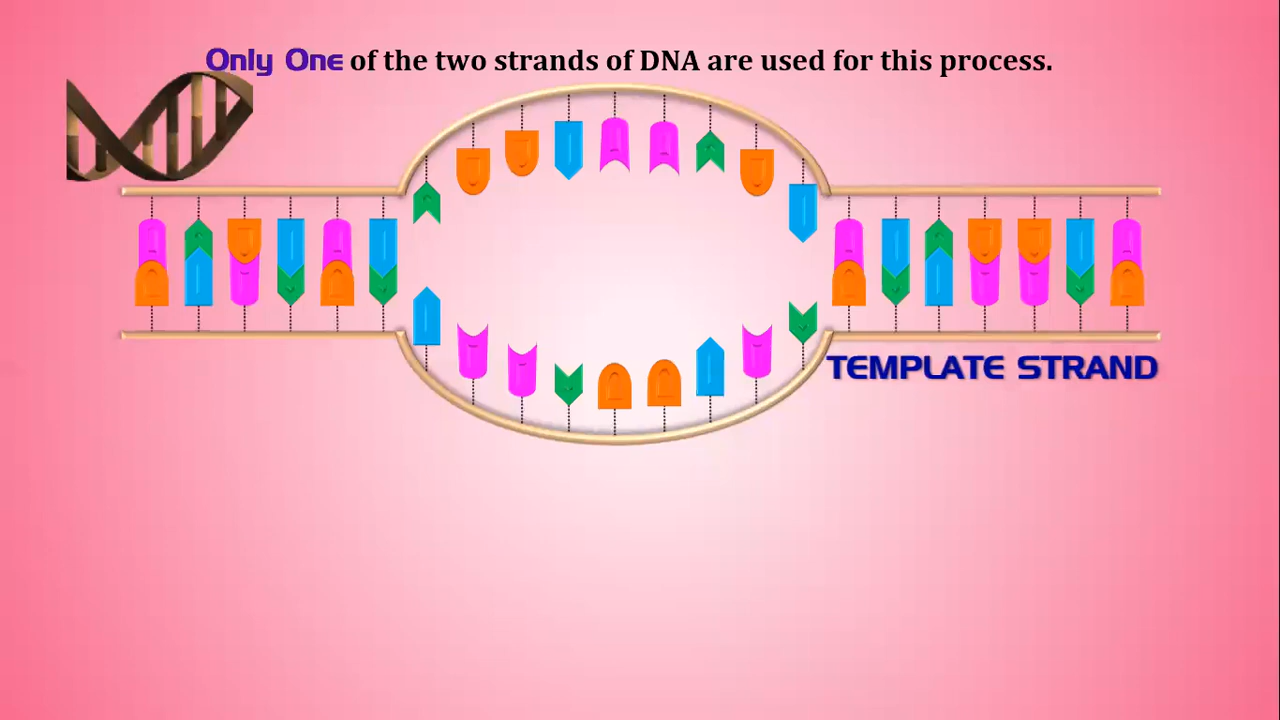 Only One of the two strands of DNA are used for this process.
TEMPLATE STRAND